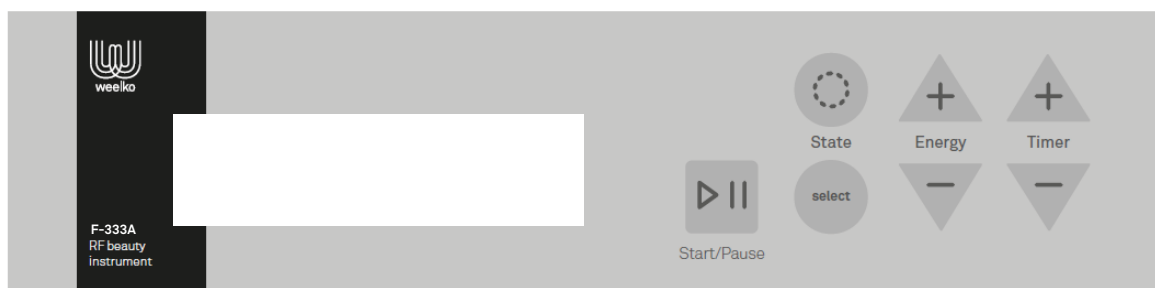 weelko
F-333A
RF beauty
instrument
State
Energy
Timer
select
Start/Pause